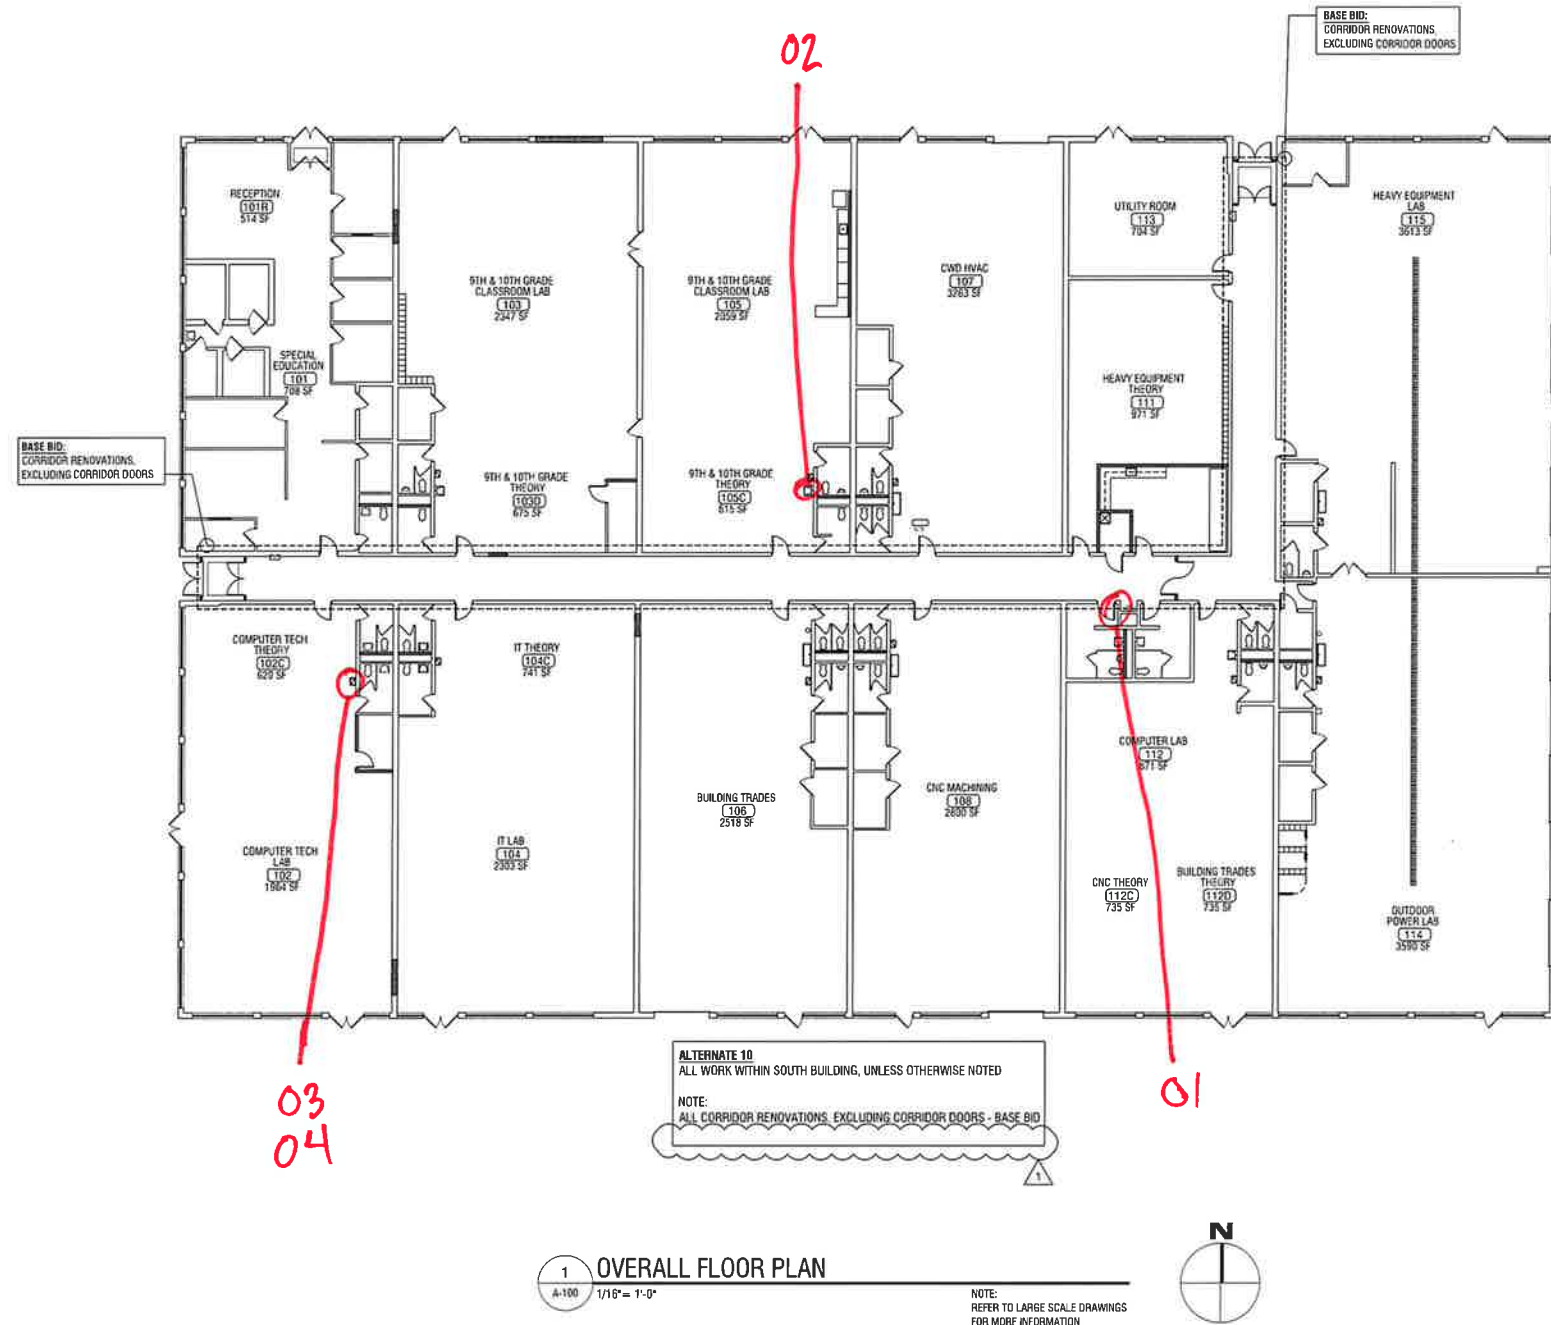 BASE BID:
CORRIDOR RENOVATIONS,
EXCLUDING CORRIDOR DOORS
02
RECEPTION
101R
514 SF
UTILITY ROOM
113
704 SF
HEAVY EQUIPMENT
LAB
115
3613 SF
9TH & 10TH GRADE
CLASSROOM LAB
103
2347 SF
9TH & 10TH GRADE
CLASSROOM LAB
105
2059 SF
CWD HVAC
107
3263 SF
SPECIAL
EDUCATION
101
708 SF
HEAVY EQUIPMENT
THEORY
111
971 SF
BASE BID:
CORRIDOR RENOVATIONS,
EXCLUDING CORRIDOR DOORS
9TH & 10TH GRADE
THEORY
103D
675 SF
9TH & 10TH GRADE
THEORY
105C
815 SF
COMPUTER TECH
THEORY
102C
620 SF
IT THEORY
104C
741 SF
COMPUTER LAB
112
871 SF
BUILDING TRADES
106
2518 SF
CNC MACHINING
108
2600 SF
COMPUTER TECH
LAB
102
1964 SF
IT LAB
104
2303 SF
CNC THEORY
112C
735 SF
BUILDING TRADES
THEORY
112D
735 SF
OUTDOOR
POWER LAB
114
3590 SF
03
04
01
ALTERNATE 10
ALL WORK WITHIN SOUTH BUILDING, UNLESS OTHERWISE NOTED
NOTE:
ALL CORRIDOR RENOVATIONS, EXCLUDING CORRIDOR DOORS - BASE BID
1
N
1
A-100
OVERALL FLOOR PLAN
1/16" = 1'-0"
NOTE:
REFER TO LARGE SCALE DRAWINGS
FOR MORE INFORMATION